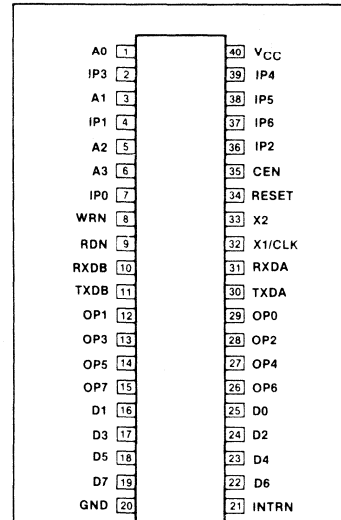 A0 1 40 VCC
IP3 2 39 IP4
A1 3 38 IP5
IP1 4 37 IP6
A2 5 36 IP2
A3 6 35 CEN
IP0 7 34 RESET
WRN 8 33 X2
RDN 9 32 X1/CLK
RXDB 10 31 RXDA
TXDB 11 30 TXDA
OP1 12 29 OP0
OP3 13 28 OP2
OP5 14 27 OP4
OP7 15 26 OP6
D1 16 25 D0
D3 17 24 D2
D5 18 23 D4
D7 19 22 D6
GND 20 21 INTRN